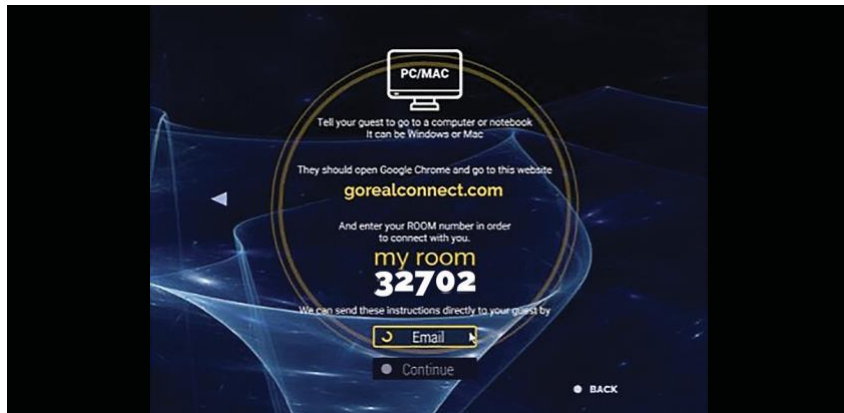 PC/MAC
Tell your guest to go to a computer or notebook
It can be Windows or Mac
They should open Google Chrome and go to this website
gorealconnect.com
And enter your ROOM number in order
to connect with you.
my room
32702
We can send these instructions directly to your guest by
Email
Continue
BACK